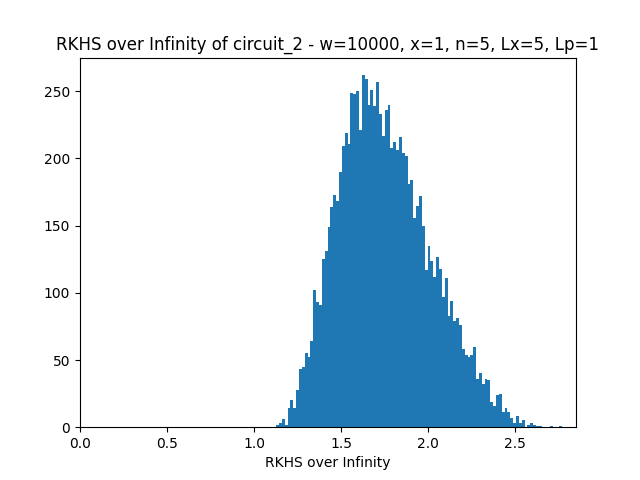 RKHS over Infinity of circuit_2 - w=10000, x=1, n=5, Lx=5, Lp=1
250
200
150
100
50
0
0.0 0.5 1.0 1.5 2.0 2.5
RKHS over Infinity